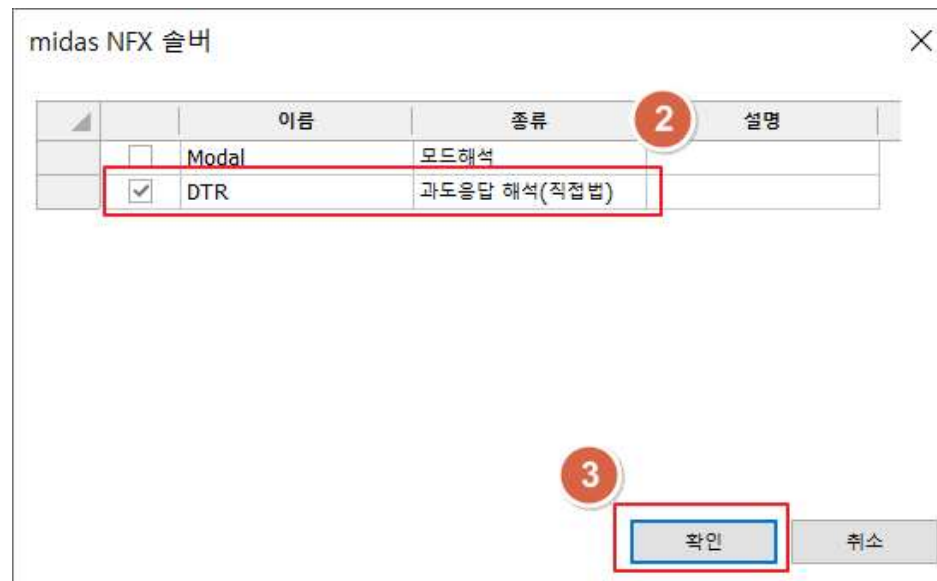 midas NFX 솔버
이름 종류 2 설명
Modal 모드해석
DTR 과도응답 해석(직접법)
3
확인 취소